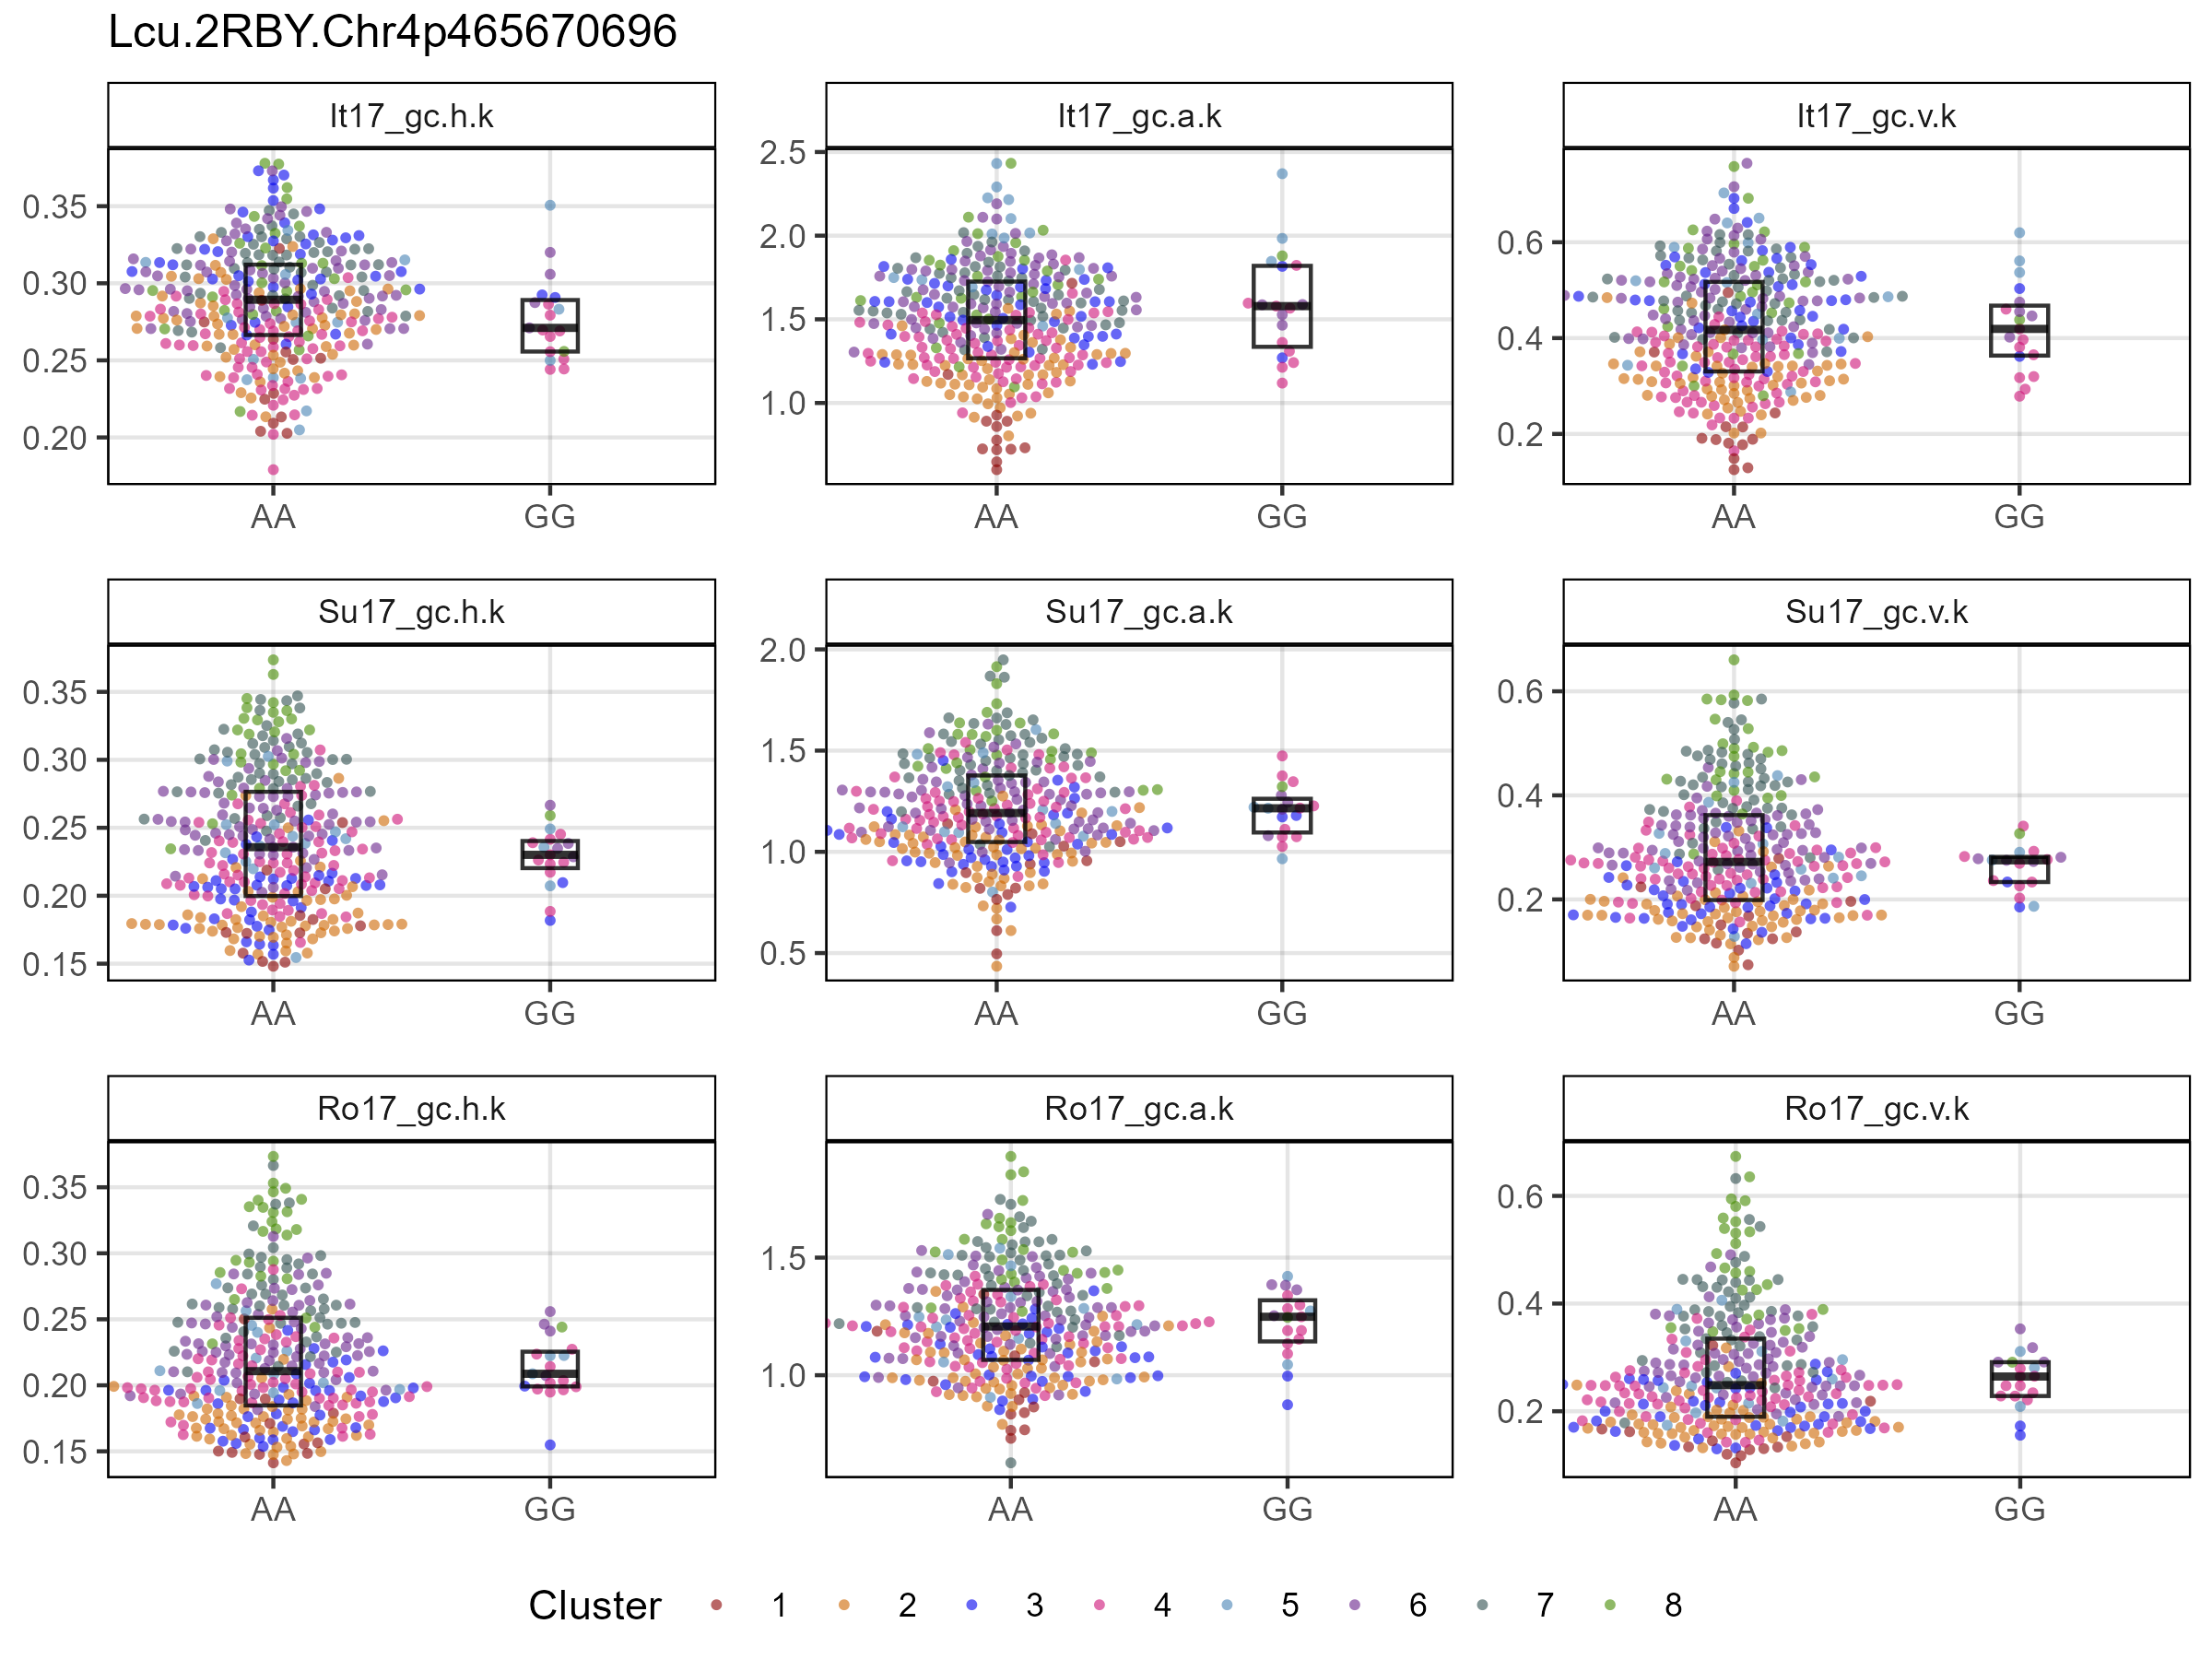 Lcu.2RBY.Chr4p465670696
It17_gc.h.k
It17_gc.a.k
It17_gc.v.k
0.35
0.30
0.25
0.20
AA
GG
2.5
2.0
1.5
1.0
AA
GG
0.6
0.4
0.2
AA
GG
Su17_gc.h.k
Su17_gc.a.k
Su17_gc.v.k
0.35
0.30
0.25
0.20
0.15
AA
GG
2.0
1.5
1.0
0.5
AA
GG
0.6
0.4
0.2
AA
GG
Ro17_gc.h.k
Ro17_gc.a.k
Ro17_gc.v.k
0.35
0.30
0.25
0.20
0.15
AA
GG
1.5
1.0
AA
GG
0.6
0.4
0.2
AA
GG
Cluster 1 2 3 4 5 6 7 8